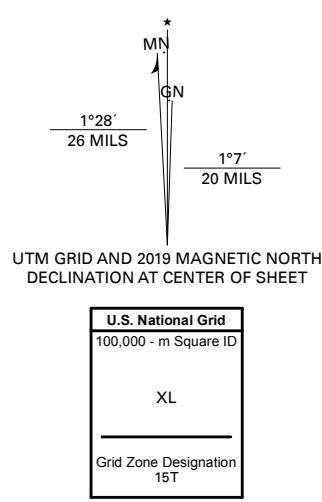 ★
MN
GN
1°28´
26 MILS
1°7´
20 MILS
UTM GRID AND 2019 MAGNETIC NORTH
DECLINATION AT CENTER OF SHEET
U.S. National Grid
100,000 - m Square ID
XL
Grid Zone Designation
15T